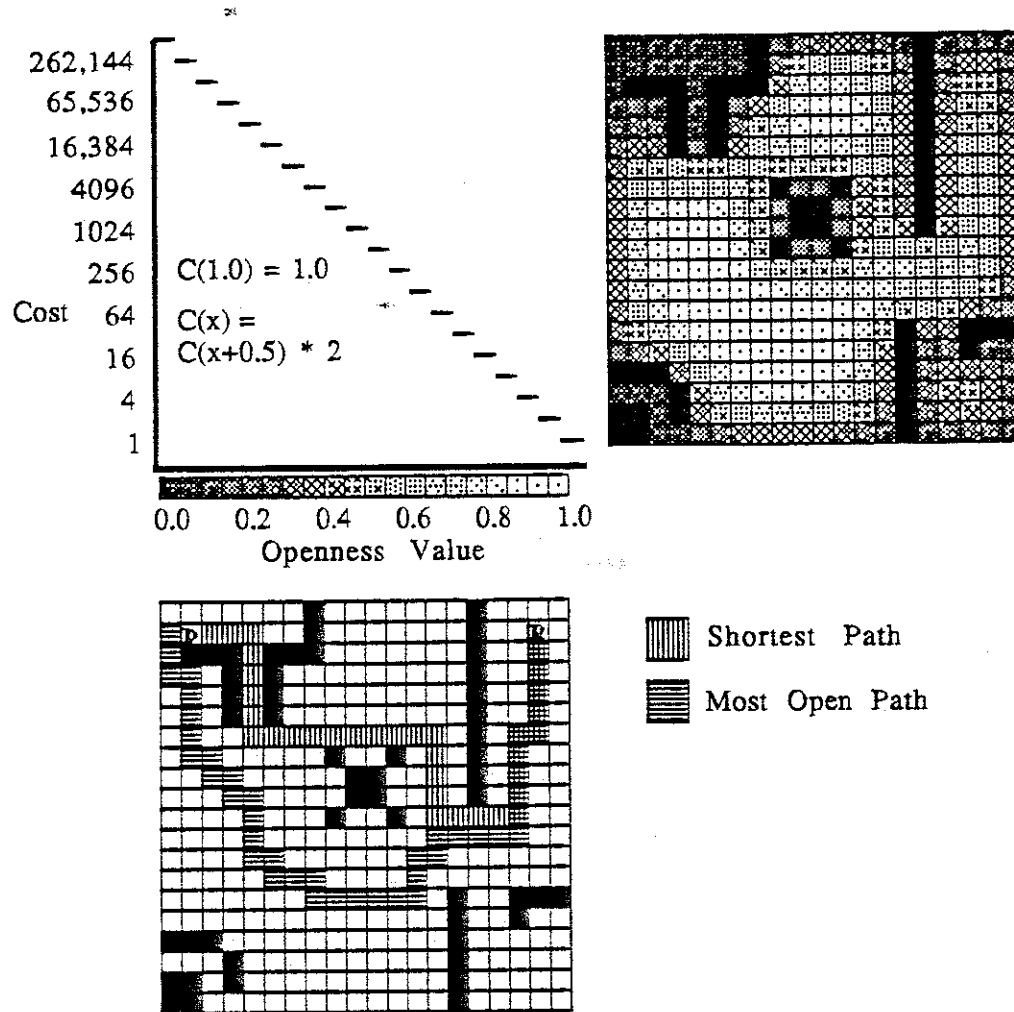 262,144
65,536
16,384
4096
1024
256
Cost 64
16
4
1
C(1.0) = 1.0
C(x) =
C(x+0.5) * 2
0.0 0.2 0.4 0.6 0.8 1.0
Openness Value
Shortest Path
Most Open Path